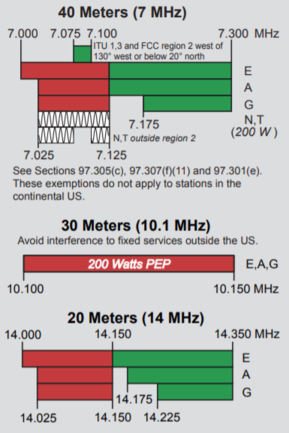 40 Meters (7 MHz)
7.000 7.075 7.100 7.300 MHz
ITU 1,3 and FCC region 2 west of
130° west or below 20° north
E
A
G
N,T
7.175 (200 W)
N,T outside region 2
7.025 7.125
See Sections 97.305(c), 97.307(f)(11) and 97.301(e).
These exemptions do not apply to stations in the
continental US.
30 Meters (10.1 MHz)
Avoid interference to fixed services outside the US.
200 Watts PEP E,A,G
10.100 10.150 MHz
20 Meters (14 MHz)
14.000 14.150 14.350 MHz
E
A
G
14.175
14.025 14.150 14.225